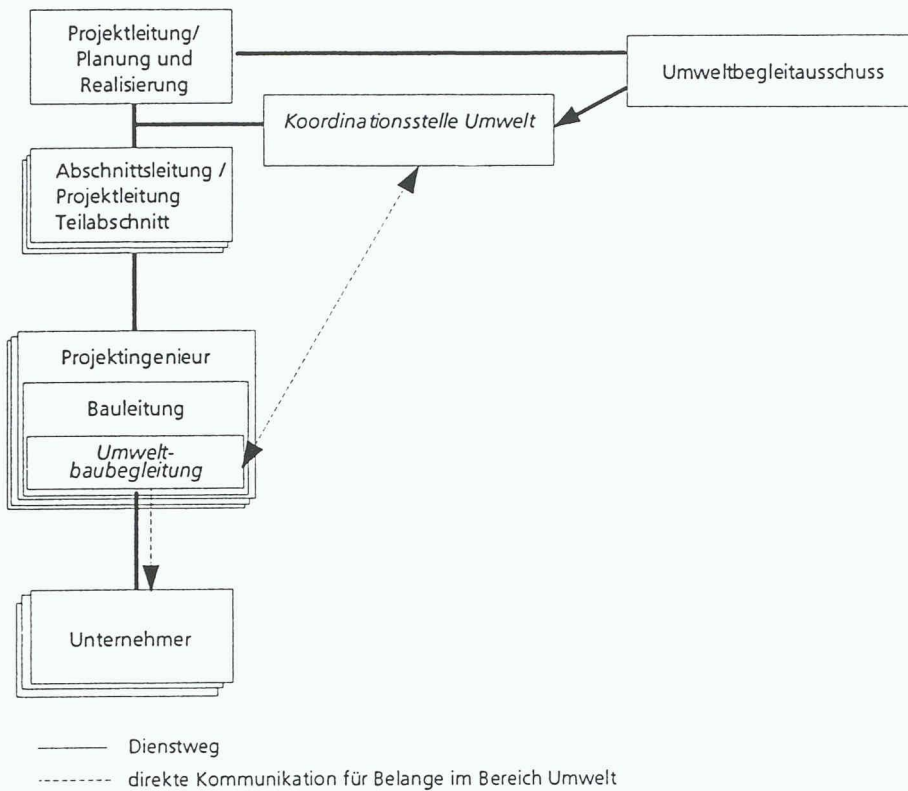 Projektleitung/
Planung und
Realisierung
Umweltbegleitausschuss
Koordinationsstelle Umwelt
Abschnittsleitung /
Projektleitung
Teilabschnitt
Projektingenieur
Bauleitung
Umwelt-
baubegleitung
Unternehmer
Dienstweg
direkte Kommunikation für Belange im Bereich Umwelt